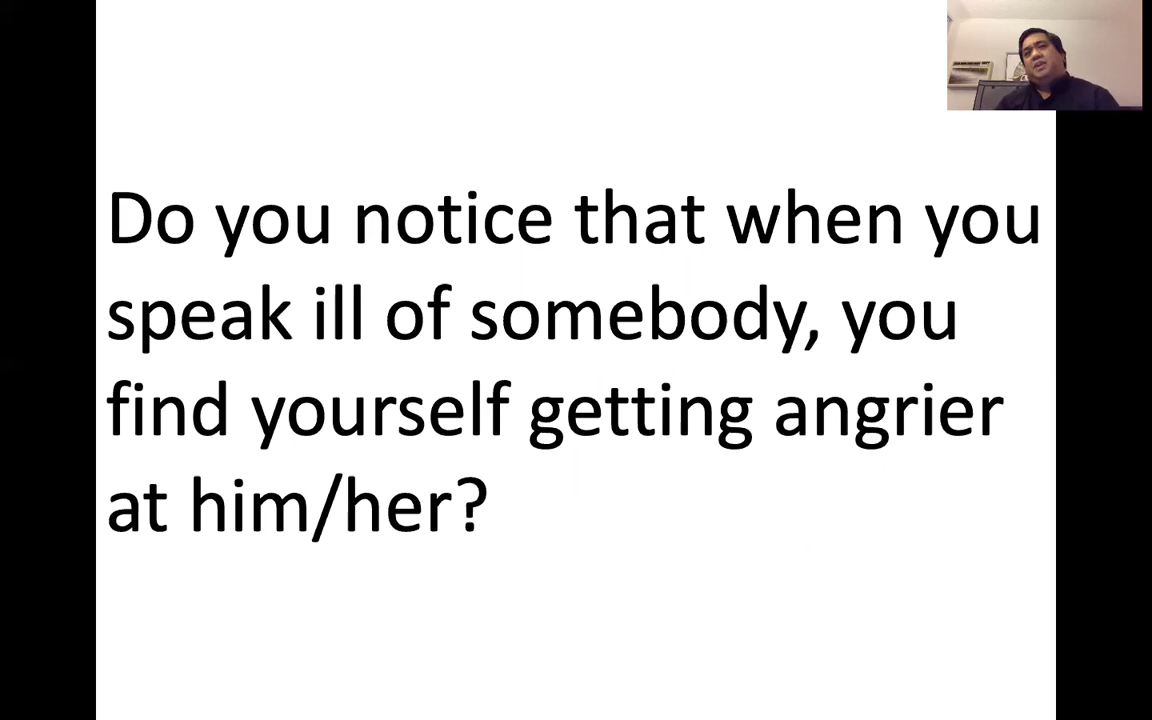 Do you notice that when you
speak ill of somebody, you
find yourself getting angrier
at him/her?